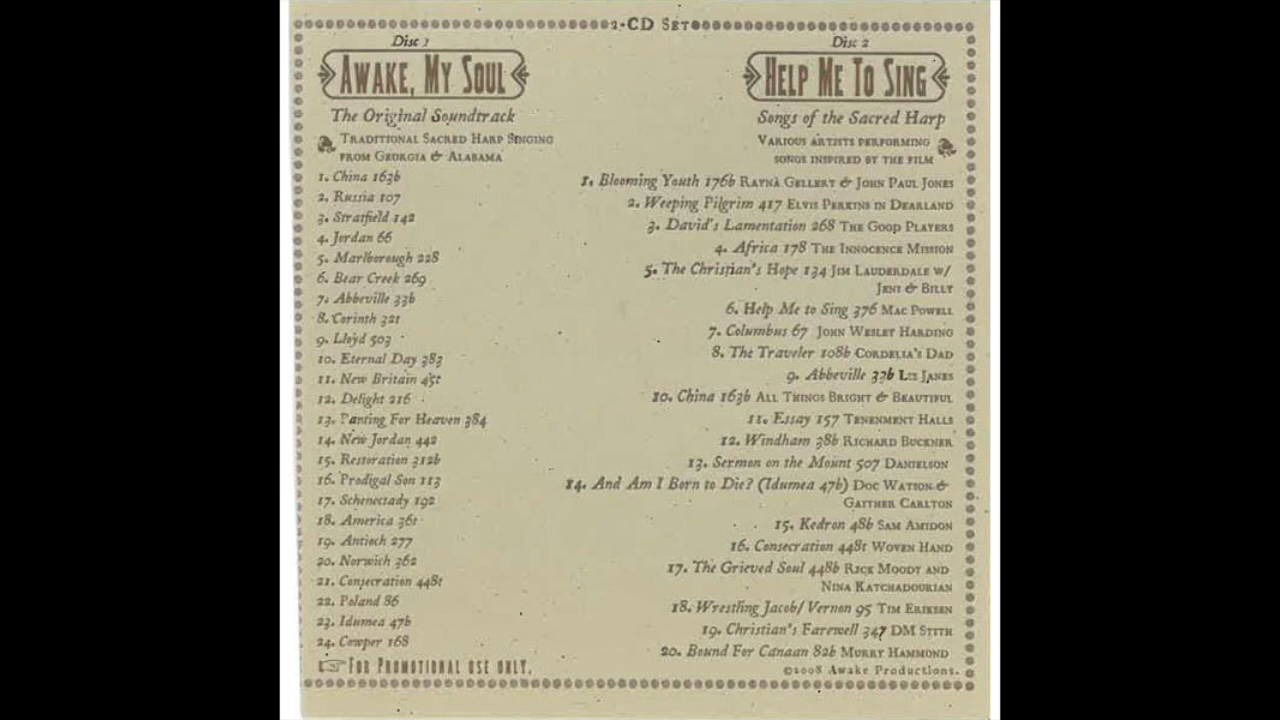 2-CD Set
Disc 1
Awake, My Soul
The Original Soundtrack
Traditional Sacred Harp Singing
from Georgia & Alabama
1. China 163b
2. Russia 107
3. Stratfield 142
4. Jordan 66
5. Marlborough 228
6. Bear Creek 269
7. Abbeville 33b
8. Corinth 32t
9. Lloyd 503
10. Eternal Day 383
11. New Britain 45t
12. Delight 216
13. Panting For Heaven 384
14. New Jordan 442
15. Restoration 312b
16. Prodigal Son 113
17. Schenectady 192
18. America 36t
19. Antioch 277
20. Norwich 362
21. Consecration 448t
22. Poland 86
23. Idumea 47b
24. Cowper 168
For Promotional use only.
Disc 2
Help Me To Sing
Songs of the Sacred Harp
Various artists performing
songs inspired by the film
1. Blooming Youth 176b Rayna Gellert & John Paul Jones
2. Weeping Pilgrim 417 Elvis Perkins in Dearland
3. David's Lamentation 268 The Goop Players
4. Africa 178 The Innocence Mission
5. The Christian's Hope 134 Jim Lauderdale w/
Jeni & Billy
6. Help Me to Sing 376 Mac Powell
7. Columbus 67 John Wesley Harding
8. The Traveler 108b Cordelia's Dad
9. Abbeville 33b Liz Janes
10. China 163b All Things Bright & Beautiful
11. Essay 157 Tenenment Halls
12. Windham 38b Richard Buckner
13. Sermon on the Mount 507 Danielson
14. And Am I Born to Die? (Idumea 47b) Doc Watson &
Gaither Carlton
15. Kedron 48b Sam Amidon
16. Consecration 448t Woven Hand
17. The Grieved Soul 448b Rick Moody and
Nina Katchadourian
18. Wrestling Jacob/ Vernon 95 Tim Eriksen
19. Christian's Farewell 347 DM Stith
20. Bound For Canaan 82b Murry Hammond
©2008 Awake Productions.